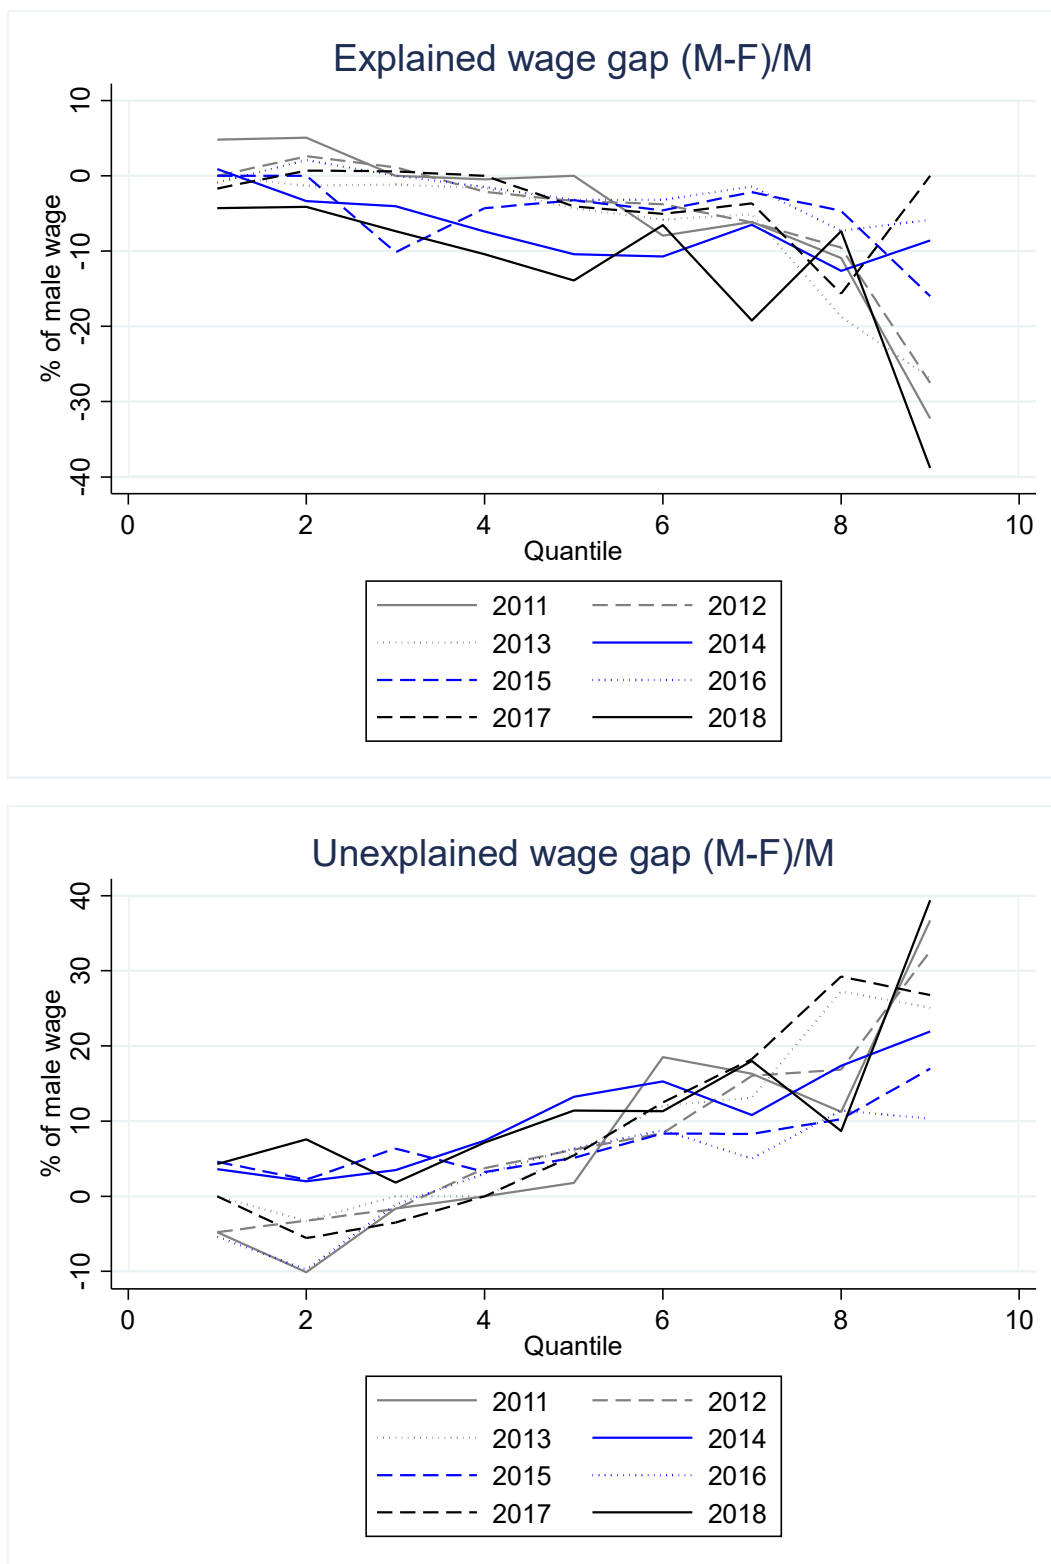 Explained wage gap (M-F)/M
% of male wage
10
0
-10
-20
-30
-40
0 2 4 6 8 10
Quantile
2011 2012
2013 2014
2015 2016
2017 2018
Unexplained wage gap (M-F)/M
% of male wage
40
30
20
10
0
-10
0 2 4 6 8 10
Quantile
2011 2012
2013 2014
2015 2016
2017 2018